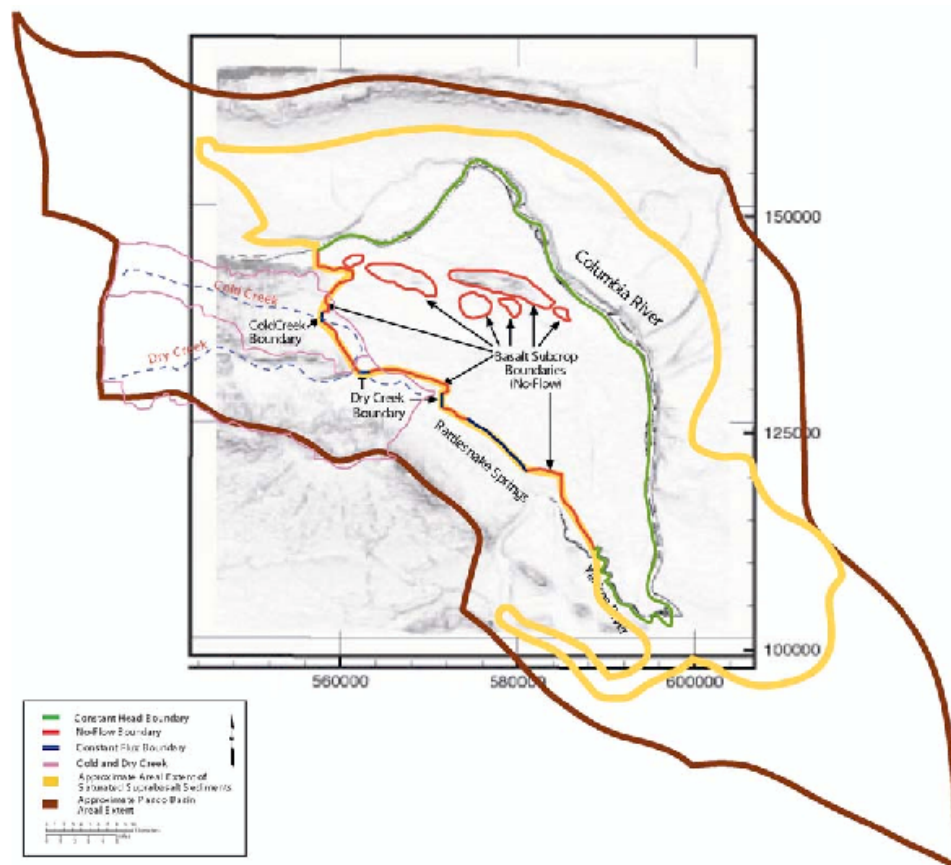 150000
Columbia River
Cold Creek
ColdCreek
Boundary
Dry Creek
Basalt Subcrop
Boundaries
(No-Flow)
Dry Creek
Boundary
125000
Rattlesnake Springs
100000
560000
580000
600000
Constant Head Boundary
No-Flow Boundary
Constant Flux Boundary
Cold and Dry Creek
Approximate Areal Extent of
Saturated Suprabasalt Sediments
Approximate Pasco Basin
Areal Extent